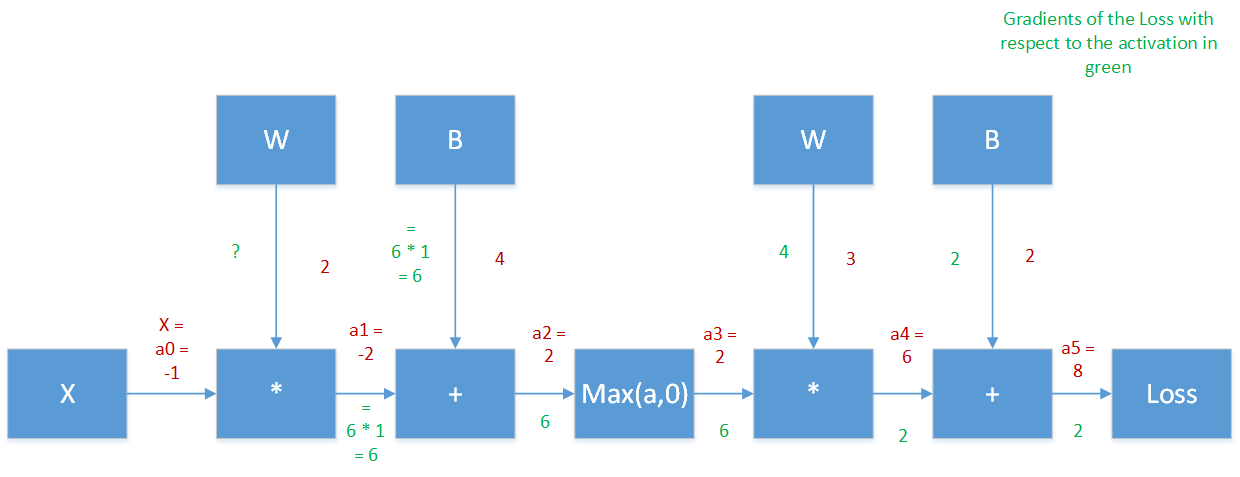 Gradients of the Loss with
respect to the activation in
green
W
B
W
B
?
2
=
6 * 1
= 6
4
4
3
2
2
X =
a0 =
-1
a1 =
-2
a2 =
2
a3 =
2
a4 =
6
a5 =
8
X
*
+
Max(a,0)
*
+
Loss
=
6 * 1
= 6
6
6
2
2